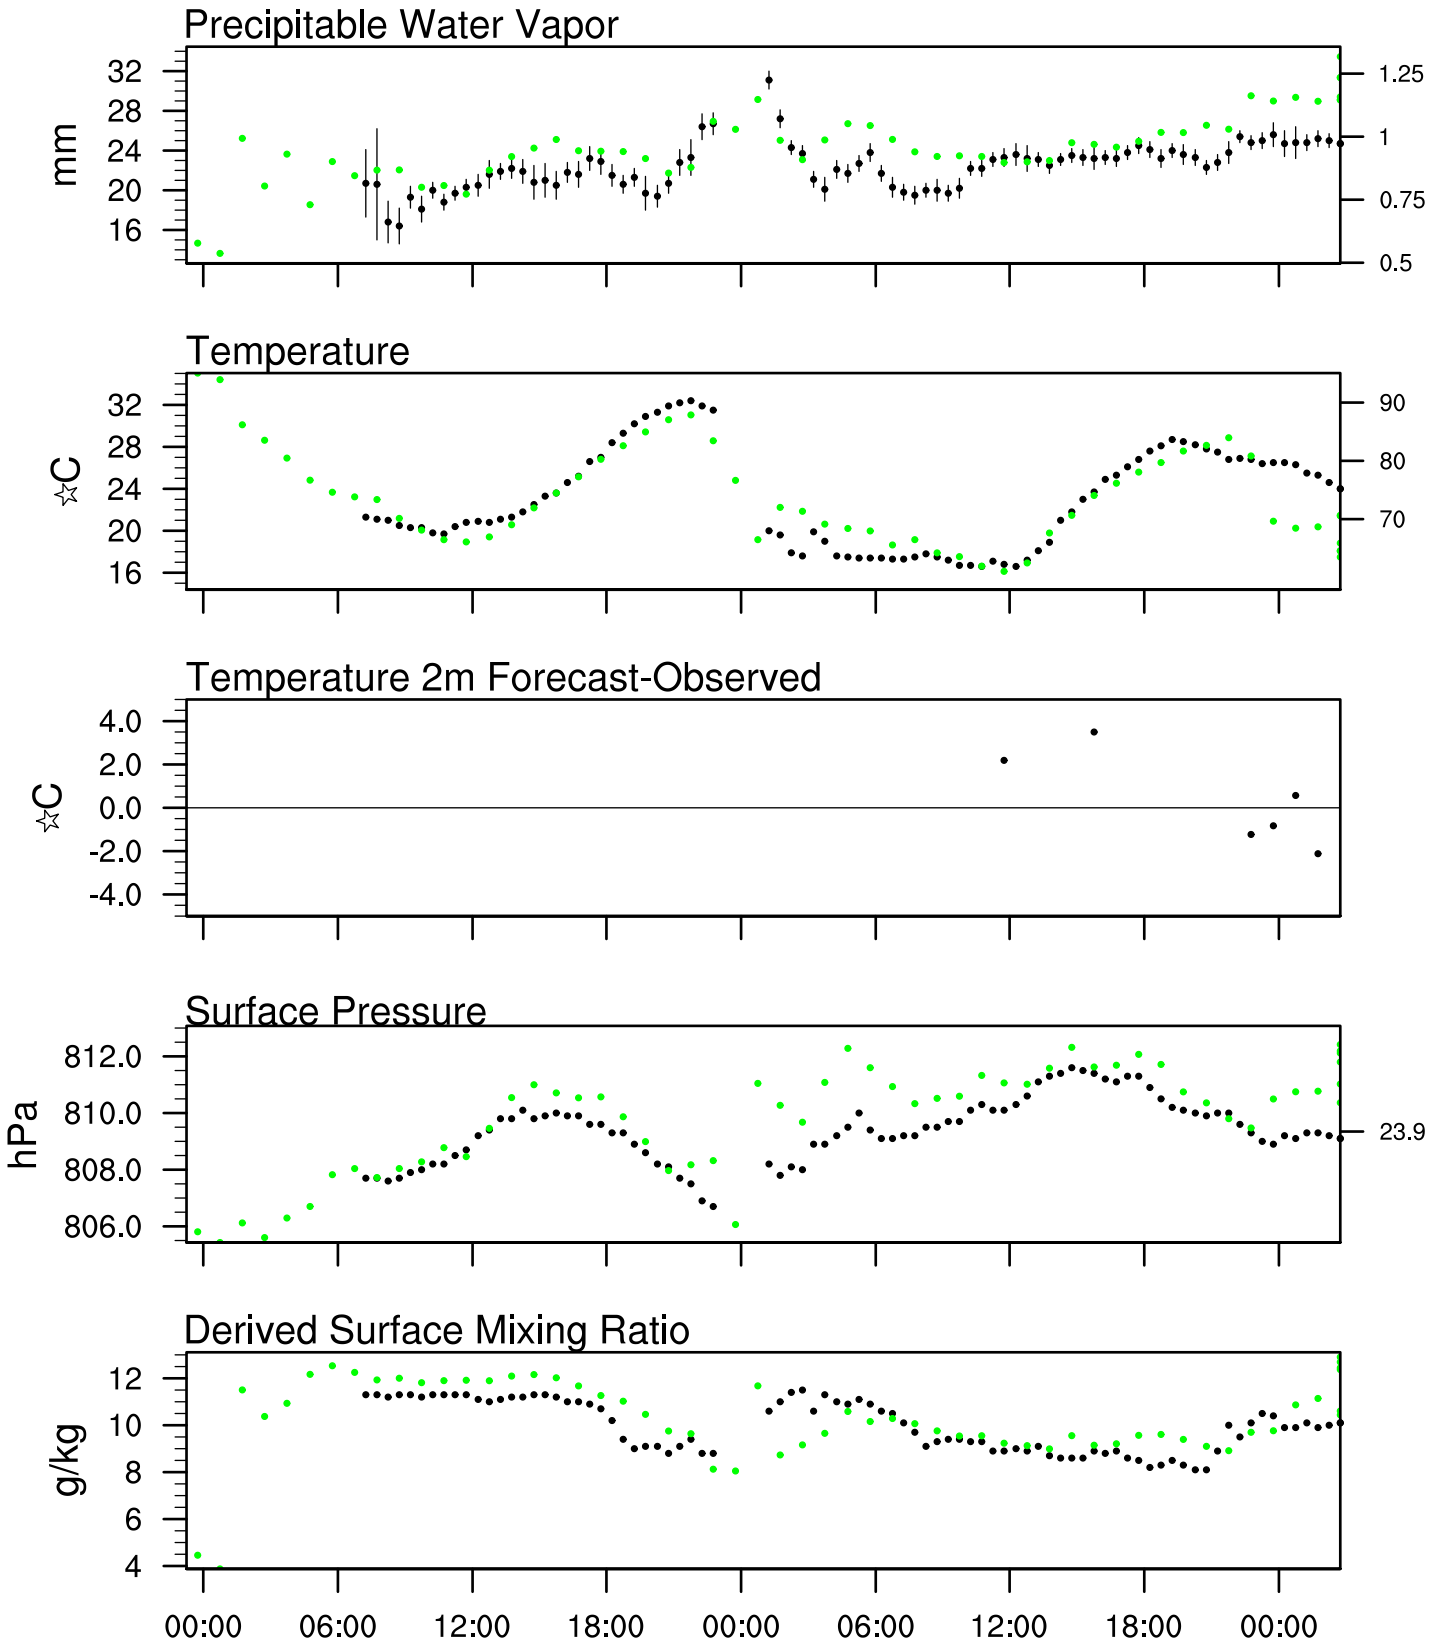 Precipitable Water Vapor
32
28
24
20
16
mm
1.25
1
0.75
0.5
Temperature
32
28
24
20
16
☆C
90
80
70
Temperature 2m Forecast-Observed
4.0
2.0
0.0
-2.0
-4.0
☆C
Surface Pressure
812.0
810.0
808.0
806.0
hPa
23.9
Derived Surface Mixing Ratio
12
10
8
6
4
g/kg
00:00 06:00 12:00 18:00 00:00 06:00 12:00 18:00 00:00